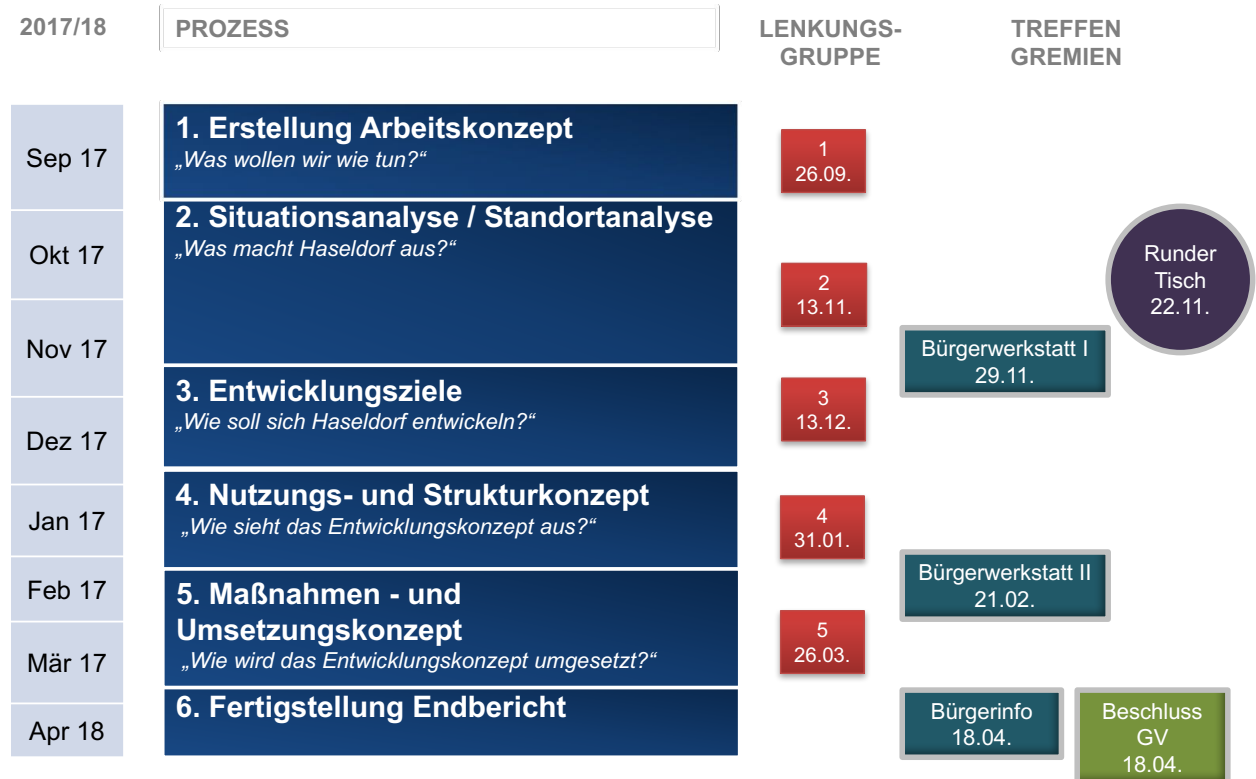 2017/18
PROZESS
LENKUNGS-
GRUPPE
TREFFEN
GREMIEN
Sep 17
1. Erstellung Arbeitskonzept
„Was wollen wir wie tun?“
1
26.09.
Okt 17
2. Situationsanalyse / Standortanalyse
„Was macht Haseldorf aus?“
2
13.11.
Runder
Tisch
22.11.
Nov 17
Bürgerwerkstatt I
29.11.
3. Entwicklungsziele
„Wie soll sich Haseldorf entwickeln?“
3
13.12.
Dez 17
Jan 17
4. Nutzungs- und Strukturkonzept
„Wie sieht das Entwicklungskonzept aus?“
4
31.01.
Feb 17
Bürgerwerkstatt II
21.02.
5. Maßnahmen - und
Umsetzungskonzept
„Wie wird das Entwicklungskonzept umgesetzt?“
5
26.03.
Mär 17
6. Fertigstellung Endbericht
Apr 18
Bürgerinfo
18.04.
Beschluss
GV
18.04.